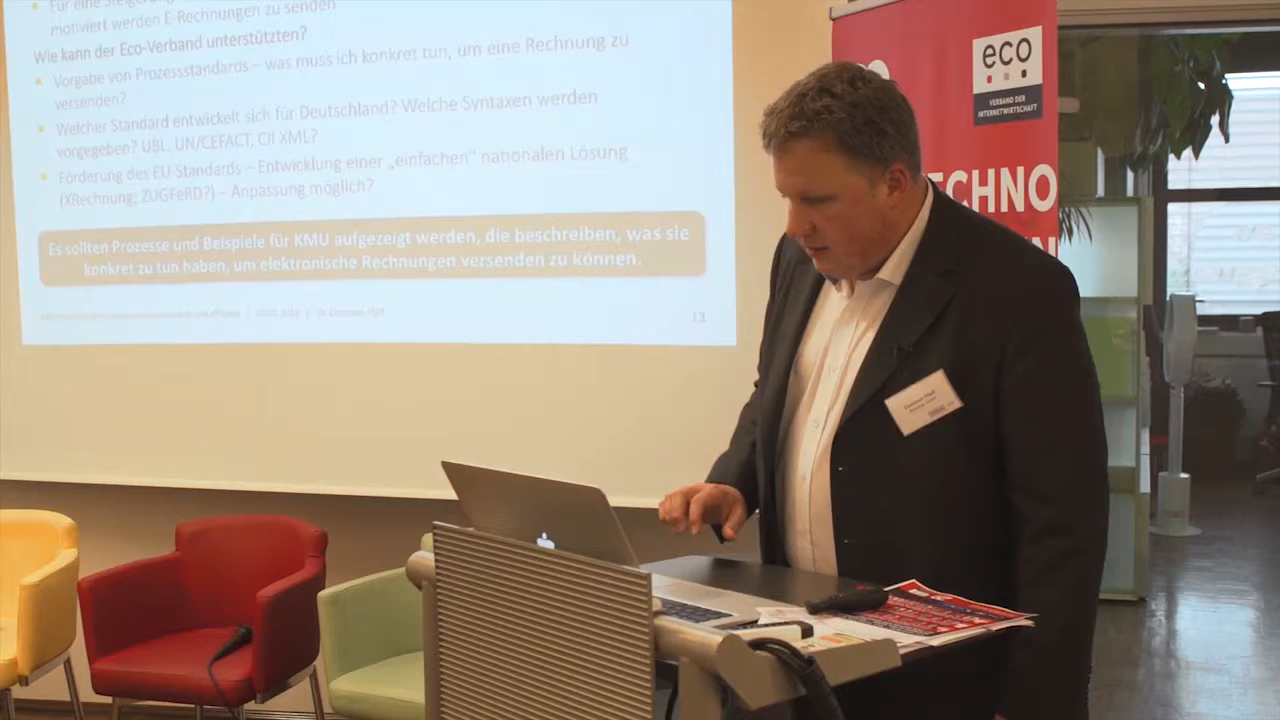 Für eine Steigerung
motiviert werden E-Rechnungen zu senden
Wie kann der Eco-Verband unterstützten?
Vorgabe von Prozessstandards – was muss ich konkret tun, um eine Rechnung zu
versenden?
Welcher Standard entwickelt sich für Deutschland? Welche Syntaxen werden
vorgegeben? UBL, UN/CEFACT, CII XML?
Förderung des EU-Standards – Entwicklung einer „einfachen" nationalen Lösung
(XRechnung; ZUGFeRD?) – Anpassung möglich?
Es sollten Prozesse und Beispiele für KMU aufgezeigt werden, die beschreiben, was sie
konkret zu tun haben, um elektronische Rechnungen versenden zu können.
13
eco
VERBAND DER
INTERNETWIRTSCHAFT
ECHNO